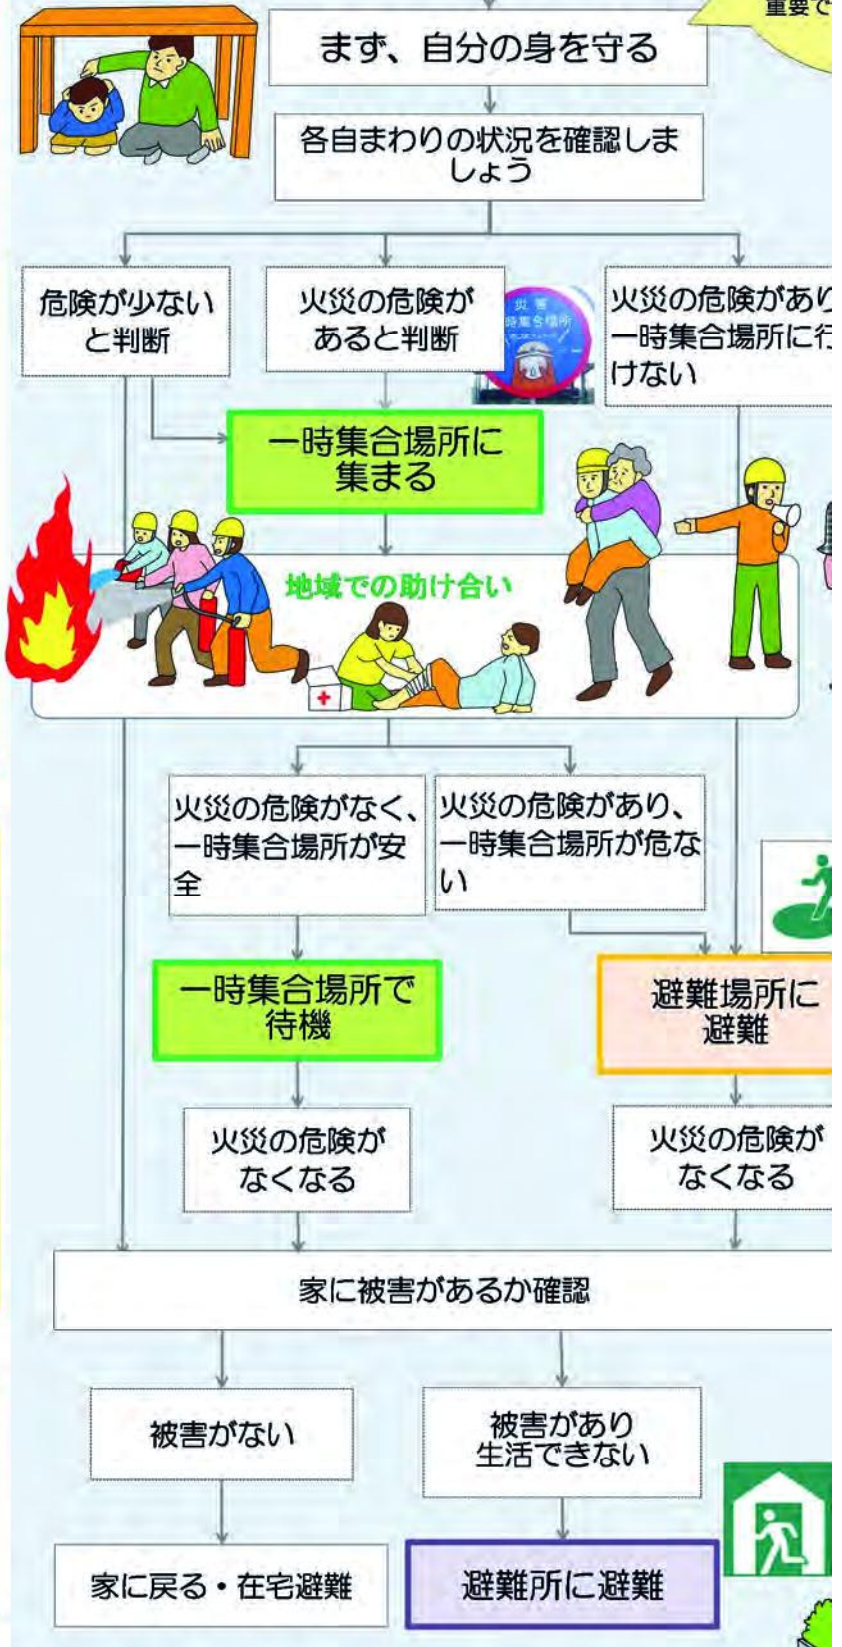 重要で
まず、自分の身を守る
各自まわりの状況を確認しま
しょう
危険が少ない
と判断
火災の危険が
あると判断
災害
時集合場所
火災の危険があり
一時集合場所に行
けない
一時集合場所に
集まる
地域での助け合い
火災の危険がなく、
一時集合場所が安
全
火災の危険があり、
一時集合場所が危な
い
一時集合場所で
待機
避難場所に
避難
火災の危険が
なくなる
火災の危険が
なくなる
家に被害があるか確認
被害がない
被害があり
生活できない
家に戻る・在宅避難
避難所に避難